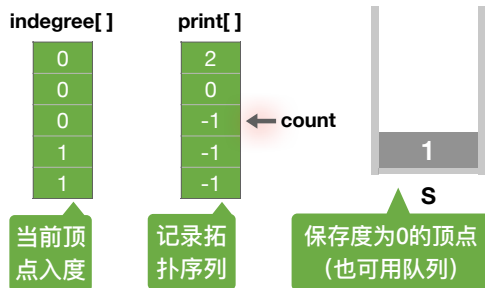 indegree[ ] print[ ]
0 2
0 0
0 -1 count
1 -1 1
1 -1
S
当前顶 记录拓 保存度为0的顶点
点入度 扑序列 （也可用队列）